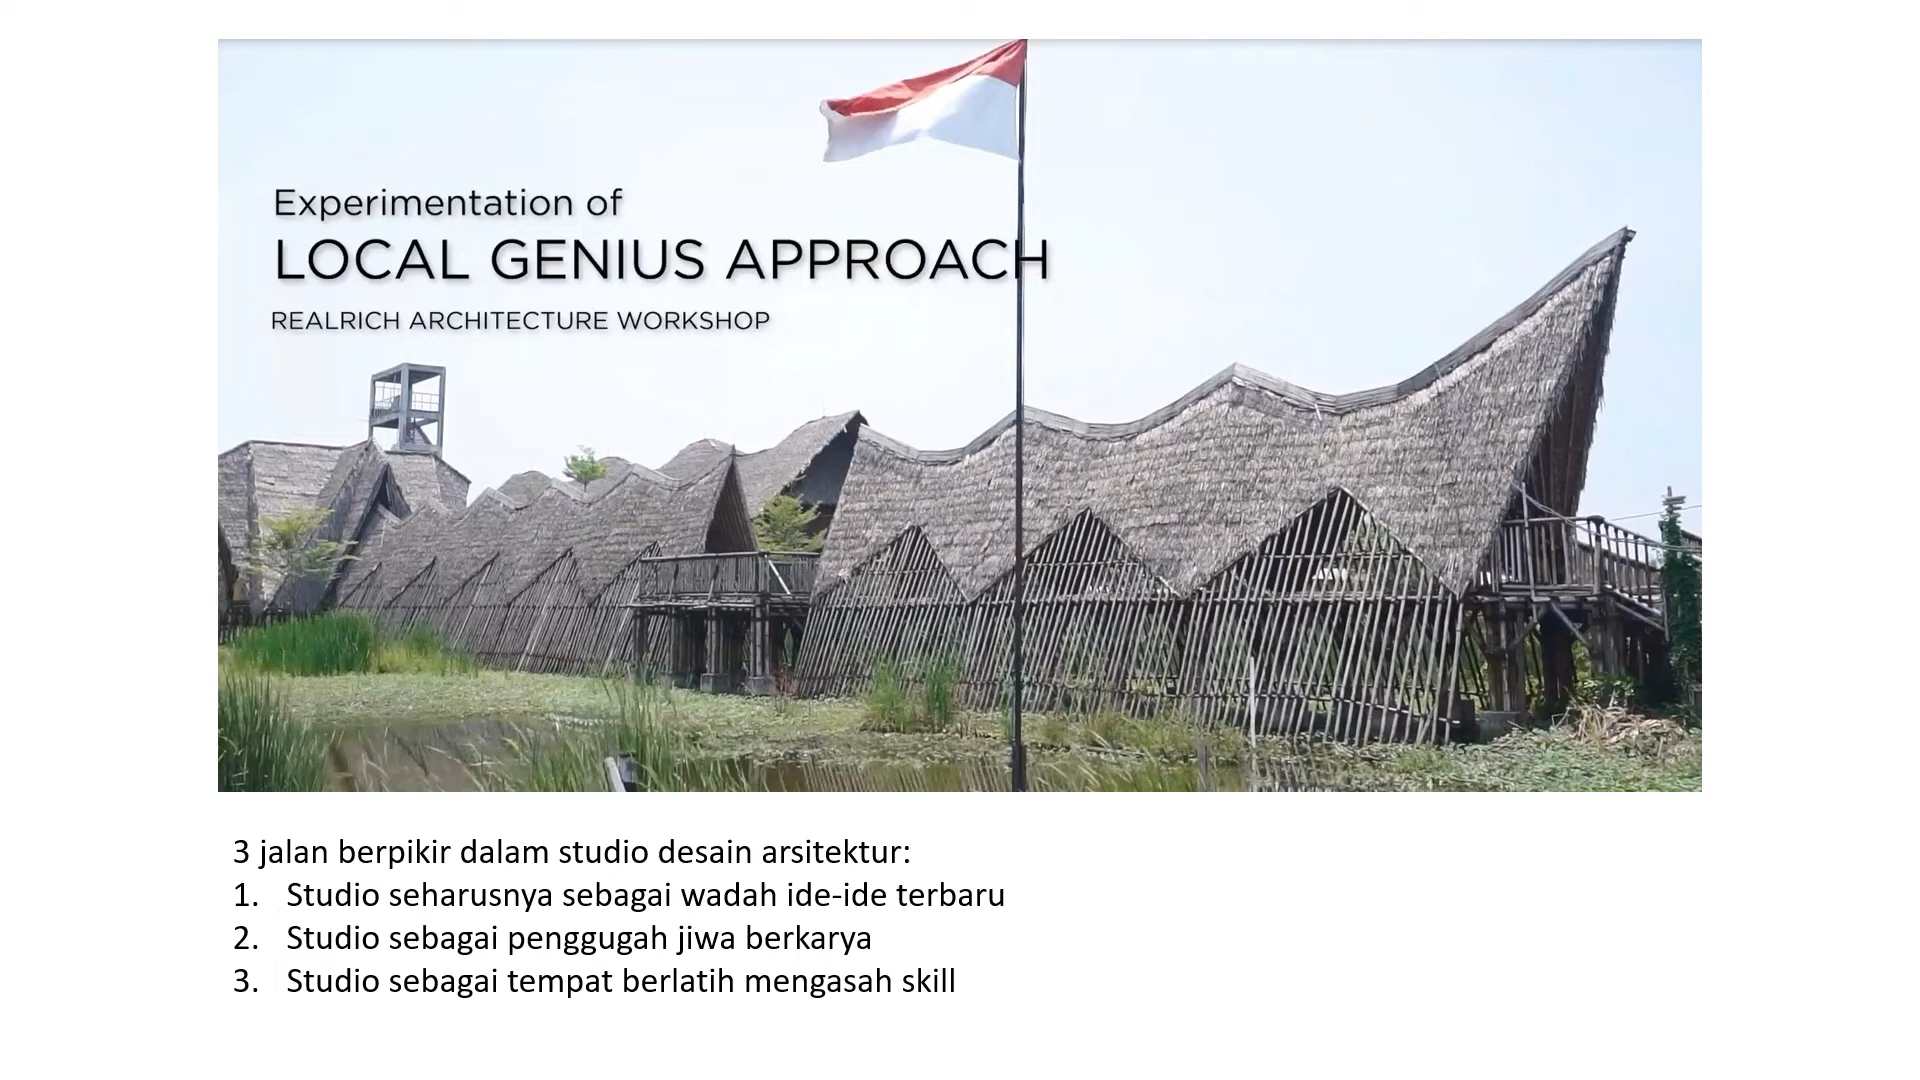 Experimentation of
LOCAL GENIUS APPROACH
REALRICH ARCHITECTURE WORKSHOP
3 jalan berpikir dalam studio desain arsitektur:
1. Studio seharusnya sebagai wadah ide-ide terbaru
2. Studio sebagai penggugah jiwa berkarya
3. Studio sebagai tempat berlatih mengasah skill